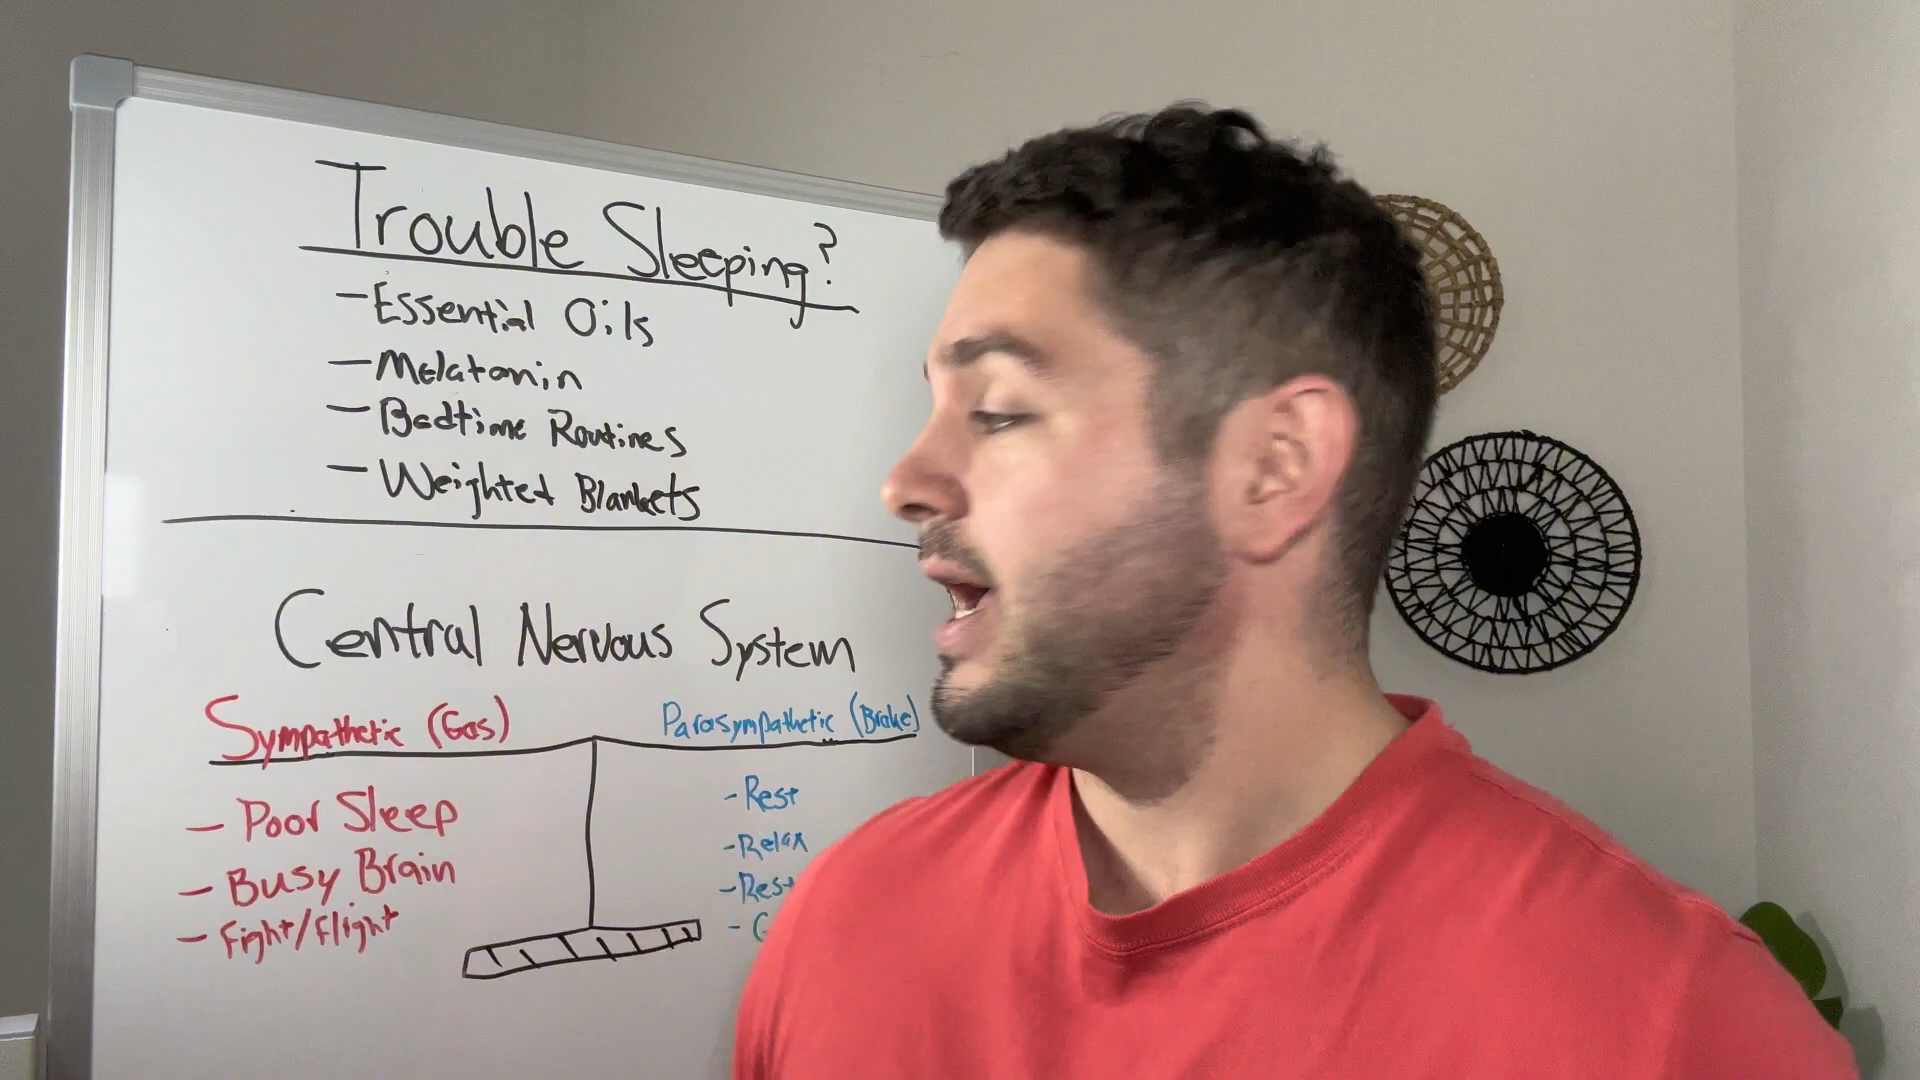 Trouble Sleeping?
- Essential Oils
- Melatonin
- Bedtime Routines
- Weighted Blankets
Central Nervous System
Sympathetic (Gas)
- Poor Sleep
- Busy Brain
- Fight/Flight
Parasympathetic (Brake)
- Rest
- Relax
- Rest